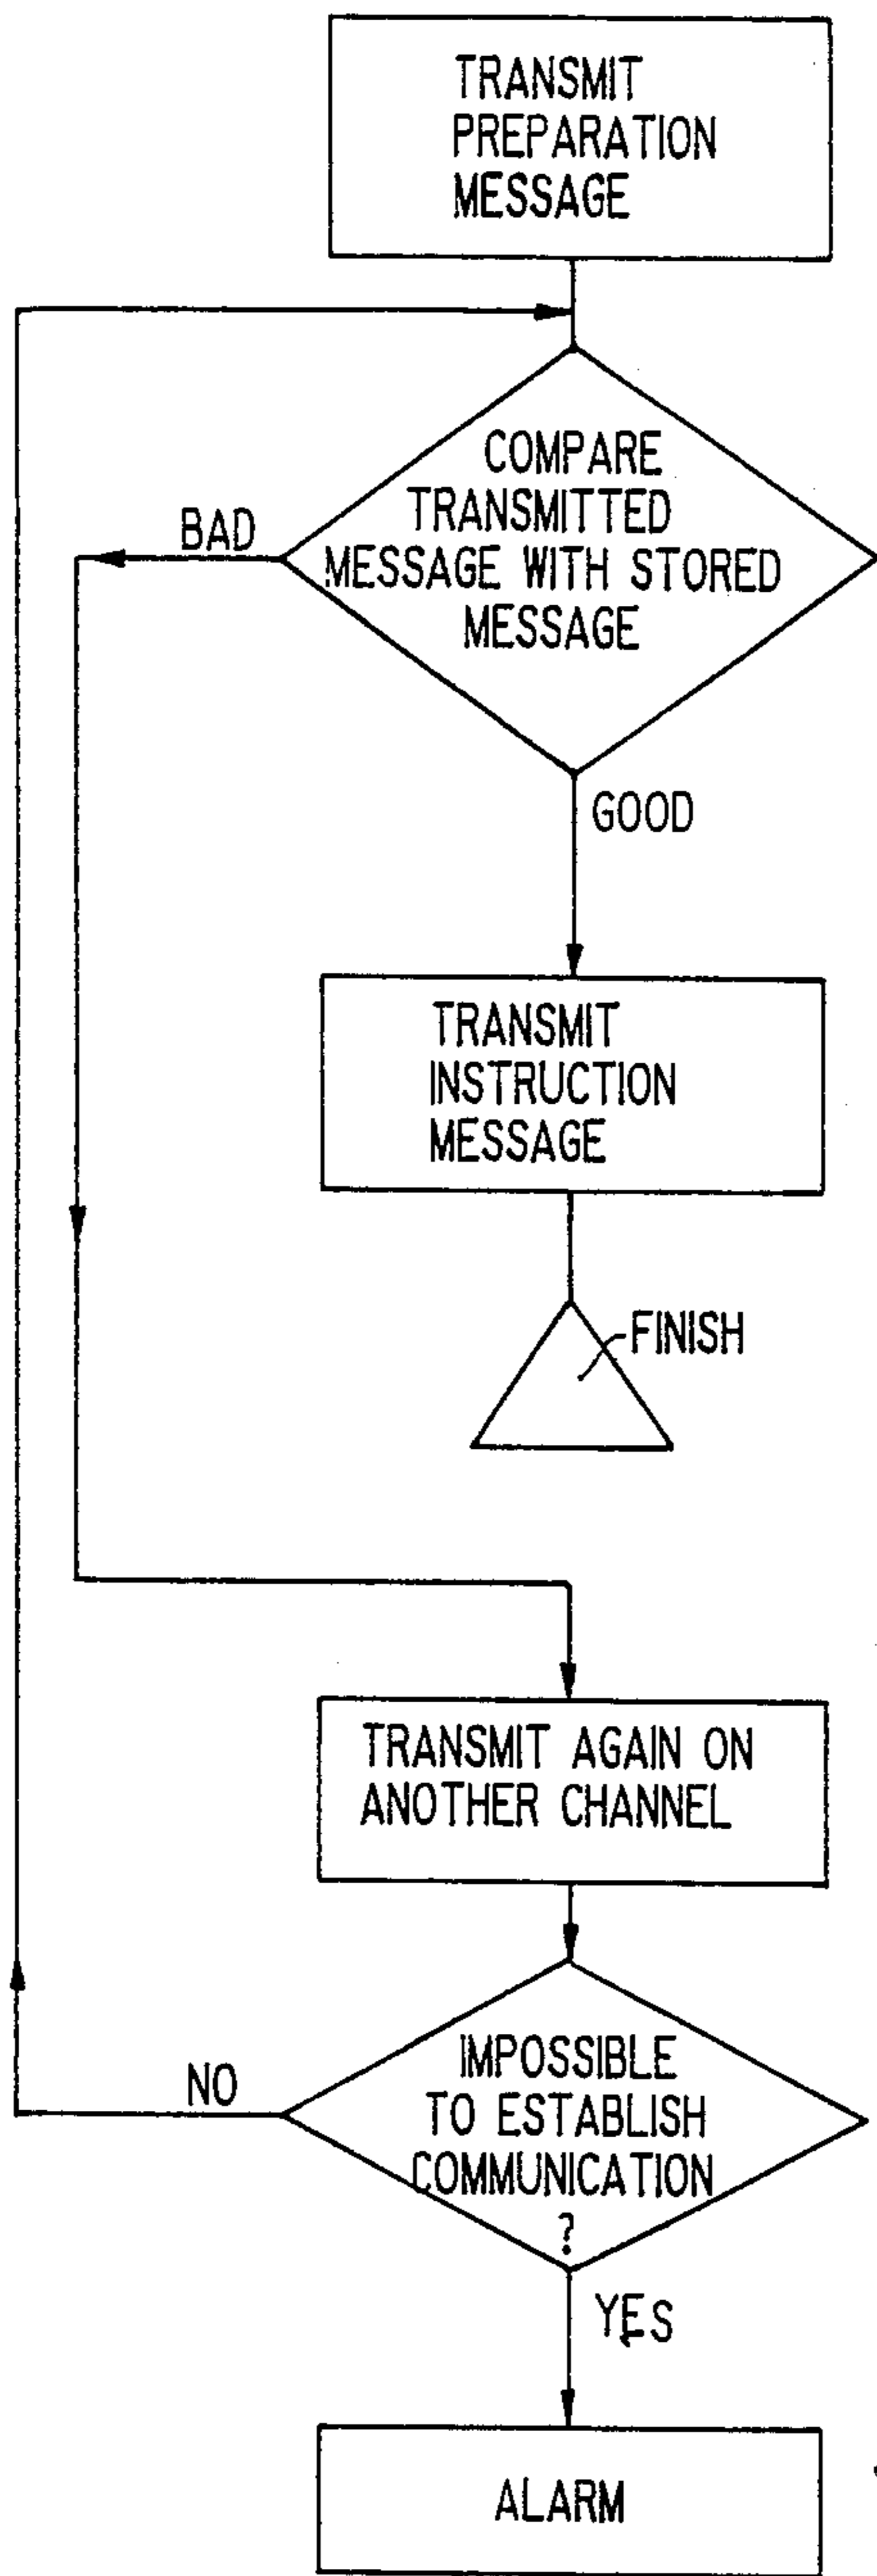 TRANSMIT
PREPARATION
MESSAGE
COMPARE
TRANSMITTED
MESSAGE WITH STORED
MESSAGE
BAD
GOOD
TRANSMIT
INSTRUCTION
MESSAGE
FINISH
TRANSMIT AGAIN ON
ANOTHER CHANNEL
IMPOSSIBLE
TO ESTABLISH
COMMUNICATION
?
NO
YES
ALARM